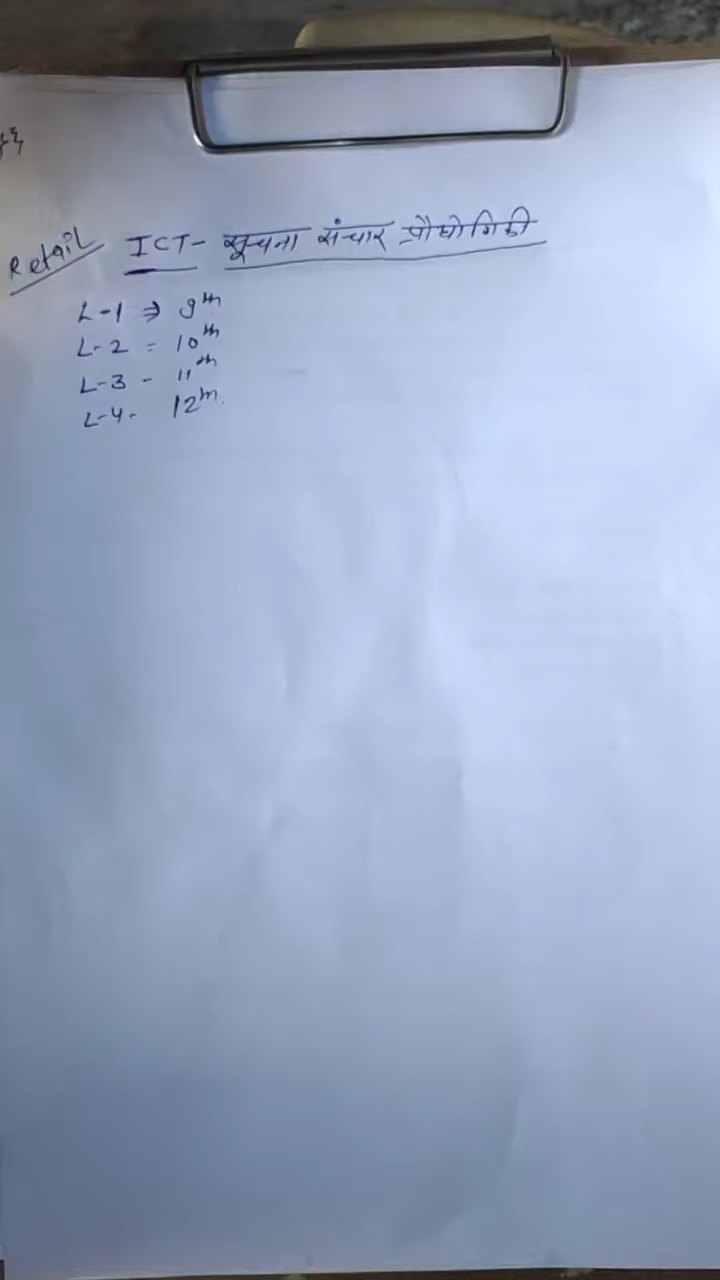 Retail ICT- सूचना संचार प्रौद्योगिकी
L-1 ⇒ 9th
L-2 = 10th
L-3 - 11th
L-4- 12th.